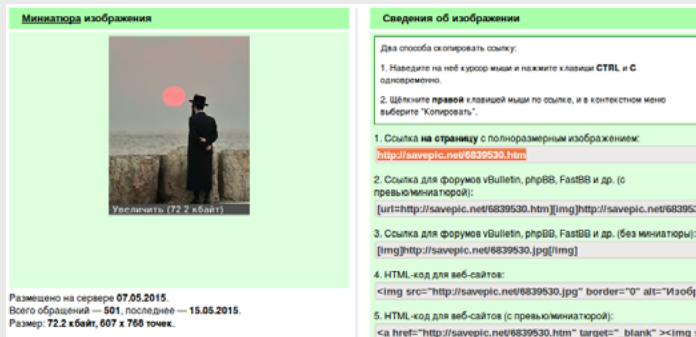 Миниатюра изображения
Увеличить (72.2 кбайт)
Размещено на сервере 07.05.2015.
Всего обращений — 501, последнее — 15.05.2015.
Размер: 72.2 кбайт, 607 x 768 точек.
Сведения об изображении
Два способа скопировать ссылку:
1. Наведите на неё курсор мыши и нажмите клавиши CTRL и C
одновременно.
2. Щёлкните правой клавишей мыши по ссылке, и в контекстном меню
выберите "Копировать".
1. Ссылка на страницу с полноразмерным изображением:
http://savepic.net/6839530.htm
2. Ссылка для форумов vBulletin, phpBB, FastBB и др. (с
превью/миниатюрой):
[url=http://savepic.net/6839530.htm][img]http://savepic.net/683953
3. Ссылка для форумов vBulletin, phpBB, FastBB и др. (без миниатюры):
[img]http://savepic.net/6839530.jpg[/img]
4. HTML-код для веб-сайтов:
<img src="http://savepic.net/6839530.jpg" border="0" alt="Изобр
5. HTML-код для веб-сайтов (с превью/миниатюрой):
<a href="http://savepic.net/6839530.htm" target="_blank" ><img s